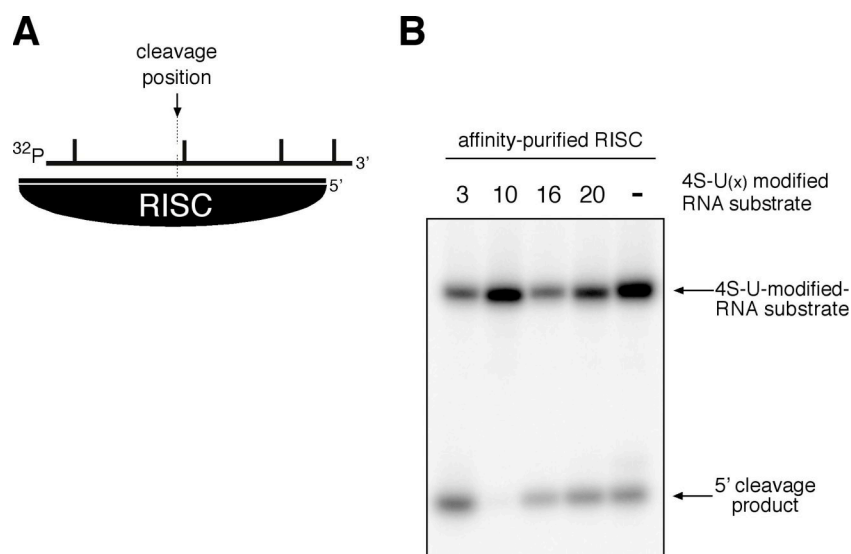 A
cleavage
position
32P
3'
5'
RISC
B
affinity-purified RISC
3 10 16 20 -
4S-U(x) modified
RNA substrate
4S-U-modified-
RNA substrate
5' cleavage
product